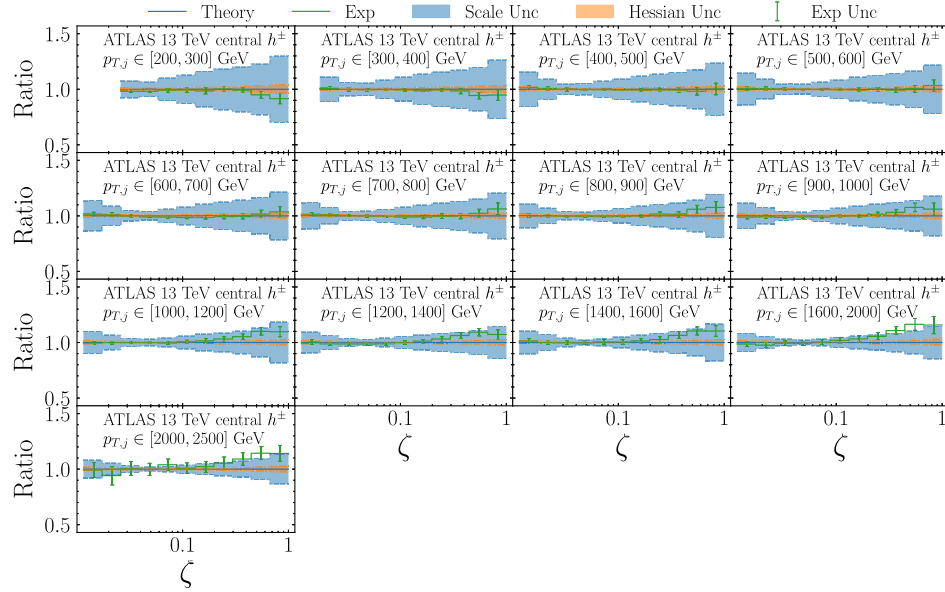 Theory Exp Scale Unc Hessian Unc Exp Unc
1.5
1.0
0.5
Ratio
ATLAS 13 TeV central h±
p_{T,j} ∈ [200, 300] GeV
ATLAS 13 TeV central h±
p_{T,j} ∈ [300, 400] GeV
ATLAS 13 TeV central h±
p_{T,j} ∈ [400, 500] GeV
ATLAS 13 TeV central h±
p_{T,j} ∈ [500, 600] GeV
1.5
1.0
0.5
Ratio
ATLAS 13 TeV central h±
p_{T,j} ∈ [600, 700] GeV
ATLAS 13 TeV central h±
p_{T,j} ∈ [700, 800] GeV
ATLAS 13 TeV central h±
p_{T,j} ∈ [800, 900] GeV
ATLAS 13 TeV central h±
p_{T,j} ∈ [900, 1000] GeV
1.5
1.0
0.5
Ratio
ATLAS 13 TeV central h±
p_{T,j} ∈ [1000, 1200] GeV
ATLAS 13 TeV central h±
p_{T,j} ∈ [1200, 1400] GeV
ATLAS 13 TeV central h±
p_{T,j} ∈ [1400, 1600] GeV
ATLAS 13 TeV central h±
p_{T,j} ∈ [1600, 2000] GeV
0.1 1 0.1 1 0.1 1
ζ ζ ζ
1.5
1.0
0.5
Ratio
ATLAS 13 TeV central h±
p_{T,j} ∈ [2000, 2500] GeV
0.1 1
ζ